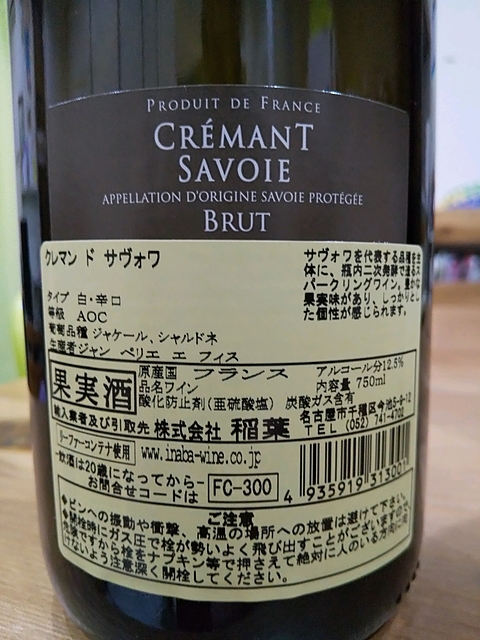 PRODUIT DE FRANCE
CRÉMANT
SAVOIE
APPELLATION D'ORIGINE SAVOIE PROTÉGÉE
BRUT
クレマン ド サヴォワ
サヴォワを代表する品種を主
体に、瓶内二次発酵で造るス
パークリングワイン。豊かな
果実味があり、しっかりとし
た個性が感じられます。
タイプ 白・辛口
等級 AOC
葡萄品種 ジャケール、シャルドネ
生産者 ジャン ペリエ エ フィス
果実酒
原産国 フランス
品名 ワイン
酸化防止剤(亜硫酸塩) 炭酸ガス含有
アルコール分12.5%
内容量 750ml
輸入業者及び引取先 株式会社 稲葉
名古屋市千種区今池5-9-12
TEL (052) 741-4702
リーファーコンテナ使用
www.inaba-wine.co.jp
-飲酒は20歳になってから-
お問合せコードは FC-300
4 935919 313001
ご注意
●ビンへの振動や衝撃、高温の場所への放置は避けて下さい。
●開栓時にガス圧で栓が勢いよく飛び出すことがございますので、
危険ですから栓をナプキン等で押さえて絶対に人のいる方向に向
けないよう注意深く開栓してください。